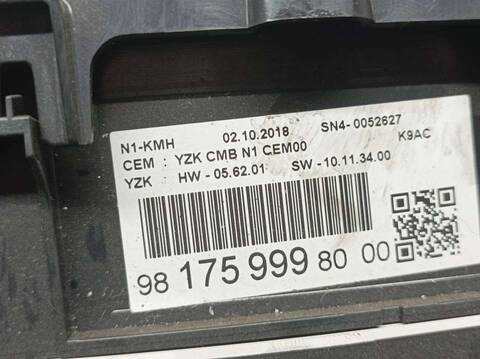 N1-KMH 02.10.2018 SN4-0052627
CEM : YZK CMB N1 CEM00 K9AC
YZK : HW -05.62.01 SW -10.11.34.00
98 175 999 80 00